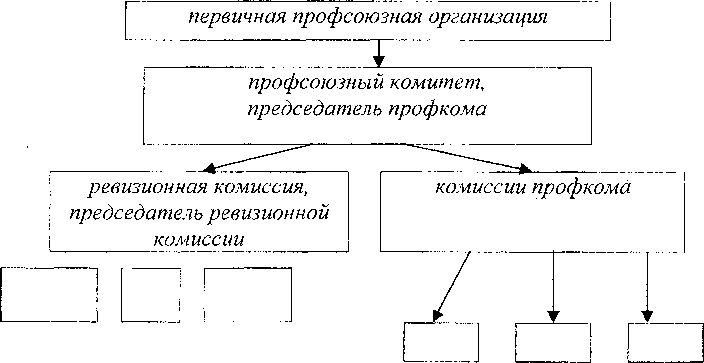 первичная профсоюзная организация
профсоюзный комитет,
председатель профкома
ревизионная комиссия,
председатель ревизионной
комиссии
комиссии профкома